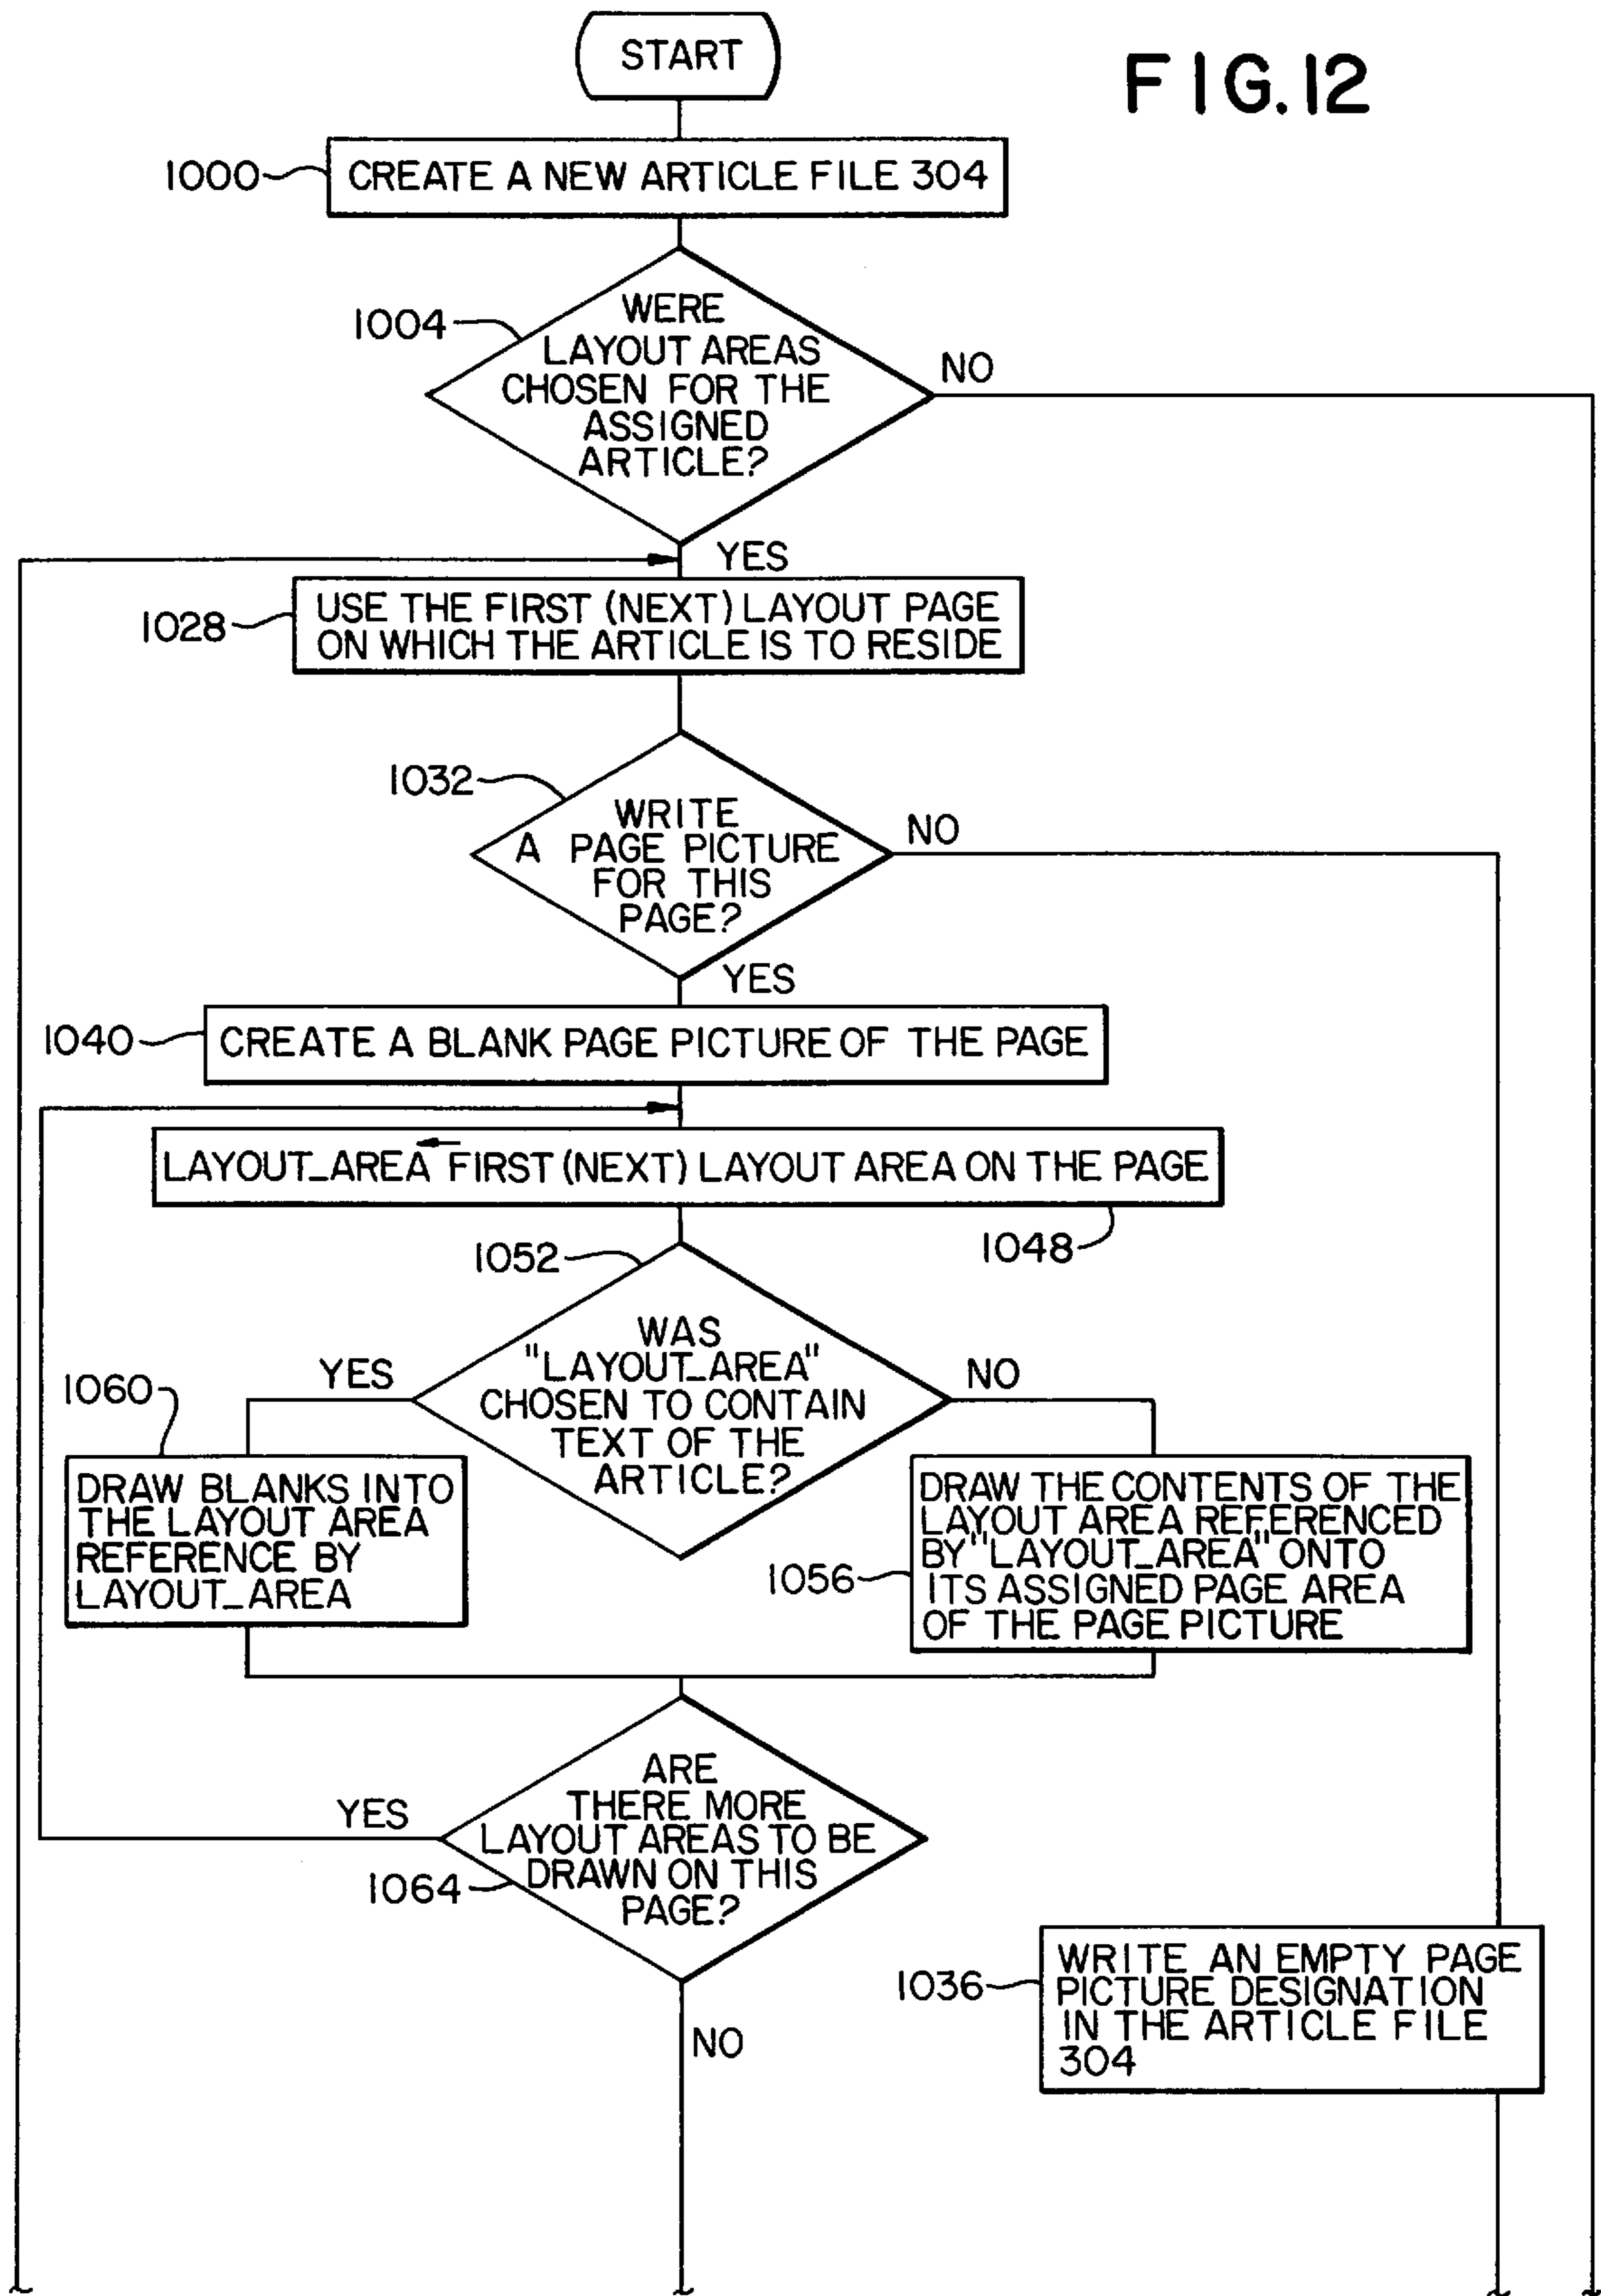 START
FIG.12
1000
CREATE A NEW ARTICLE FILE 304
1004
WERE
LAYOUT AREAS
CHOSEN FOR THE
ASSIGNED
ARTICLE?
NO
YES
1028
USE THE FIRST (NEXT) LAYOUT PAGE
ON WHICH THE ARTICLE IS TO RESIDE
1032
WRITE
A PAGE PICTURE
FOR THIS
PAGE?
NO
YES
1040
CREATE A BLANK PAGE PICTURE OF THE PAGE
LAYOUT_AREA ← FIRST (NEXT) LAYOUT AREA ON THE PAGE
1048
1052
WAS
"LAYOUT_AREA"
CHOSEN TO CONTAIN
TEXT OF THE
ARTICLE?
YES
NO
1060
DRAW BLANKS INTO
THE LAYOUT AREA
REFERENCE BY
LAYOUT_AREA
1056
DRAW THE CONTENTS OF THE
LAYOUT AREA REFERENCED
BY "LAYOUT_AREA" ONTO
ITS ASSIGNED PAGE AREA
OF THE PAGE PICTURE
ARE
THERE MORE
LAYOUT AREAS TO BE
DRAWN ON THIS
PAGE?
YES
1064
NO
1036
WRITE AN EMPTY PAGE
PICTURE DESIGNATION
IN THE ARTICLE FILE
304